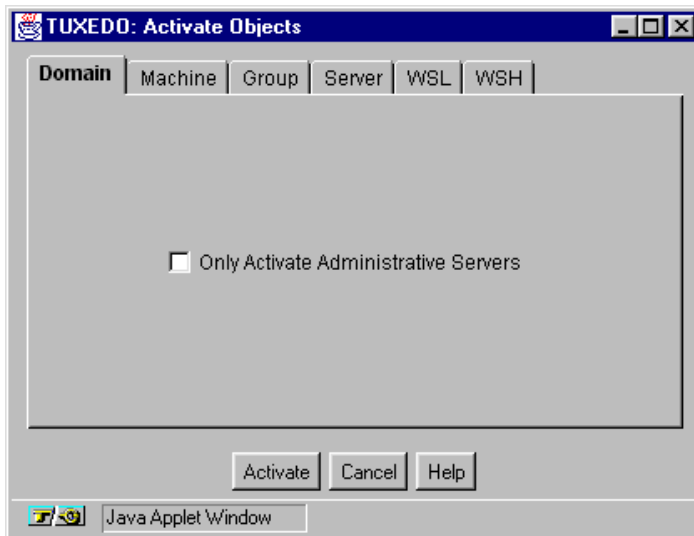 TUXEDO: Activate Objects
Domain Machine Group Server WSL WSH
Only Activate Administrative Servers
Activate Cancel Help
Java Applet Window